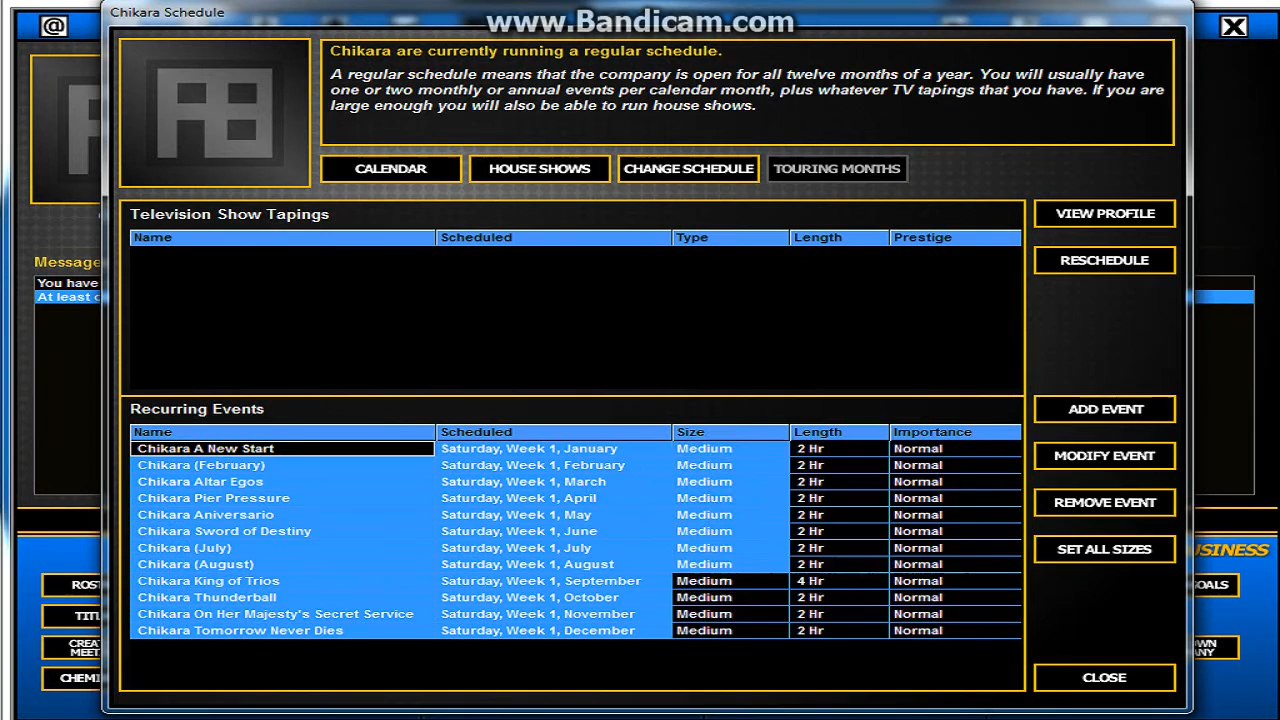 Chikara Schedule
www.Bandicam.com
@
X
Chikara are currently running a regular schedule.
A regular schedule means that the company is open for all twelve months of a year. You will usually have
one or two monthly or annual events per calendar month, plus whatever TV tapings that you have. If you are
large enough you will also be able to run house shows.
CALENDAR HOUSE SHOWS CHANGE SCHEDULE TOURING MONTHS
Television Show Tapings
VIEW PROFILE
Name Scheduled Type Length Prestige
RESCHEDULE
Message
You have
At least
Recurring Events
ADD EVENT
Name Scheduled Size Length Importance
Chikara A New Start Saturday, Week 1, January Medium 2 Hr Normal
MODIFY EVENT
Chikara (February) Saturday, Week 1, February Medium 2 Hr Normal
Chikara Altar Egos Saturday, Week 1, March Medium 2 Hr Normal
Chikara Pier Pressure Saturday, Week 1, April Medium 2 Hr Normal
REMOVE EVENT
Chikara Aniversario Saturday, Week 1, May Medium 2 Hr Normal
Chikara Sword of Destiny Saturday, Week 1, June Medium 2 Hr Normal
Chikara (July) Saturday, Week 1, July Medium 2 Hr Normal
SET ALL SIZES
Chikara (August) Saturday, Week 1, August Medium 2 Hr Normal
Chikara King of Trios Saturday, Week 1, September Medium 4 Hr Normal
Chikara Thunderball Saturday, Week 1, October Medium 2 Hr Normal
Chikara On Her Majesty's Secret Service Saturday, Week 1, November Medium 2 Hr Normal
Chikara Tomorrow Never Dies Saturday, Week 1, December Medium 2 Hr Normal
CLOSE